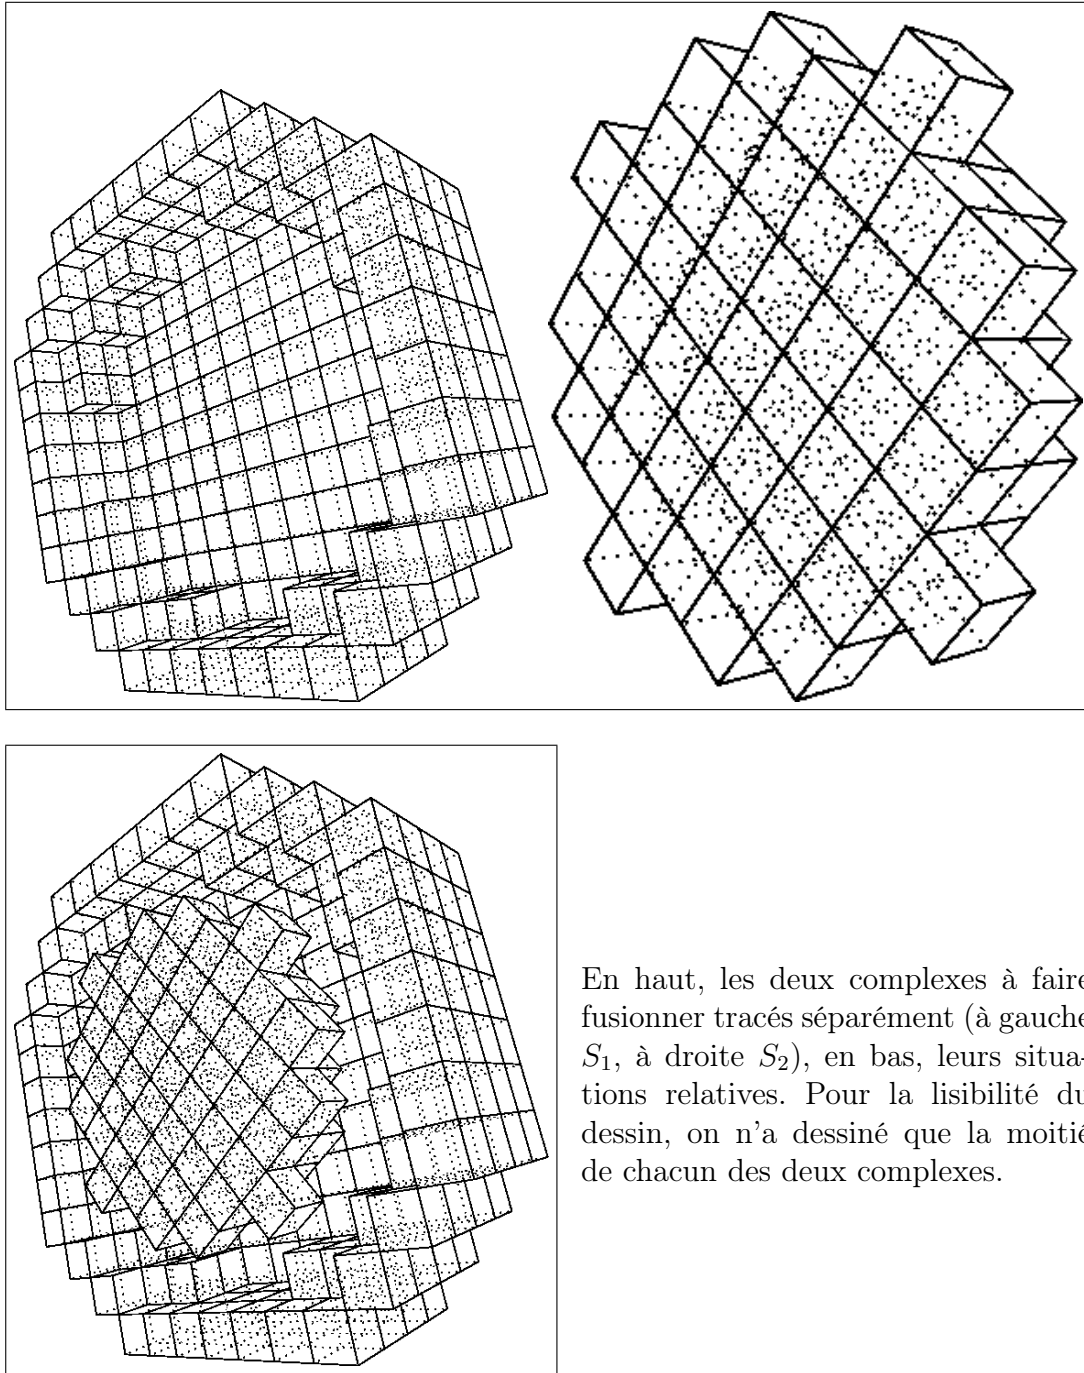 En haut, les deux complexes à faire
fusionner tracés séparément (à gauche
S₁, à droite S₂), en bas, leurs situa-
tions relatives. Pour la lisibilité du
dessin, on n'a dessiné que la moitié
de chacun des deux complexes.